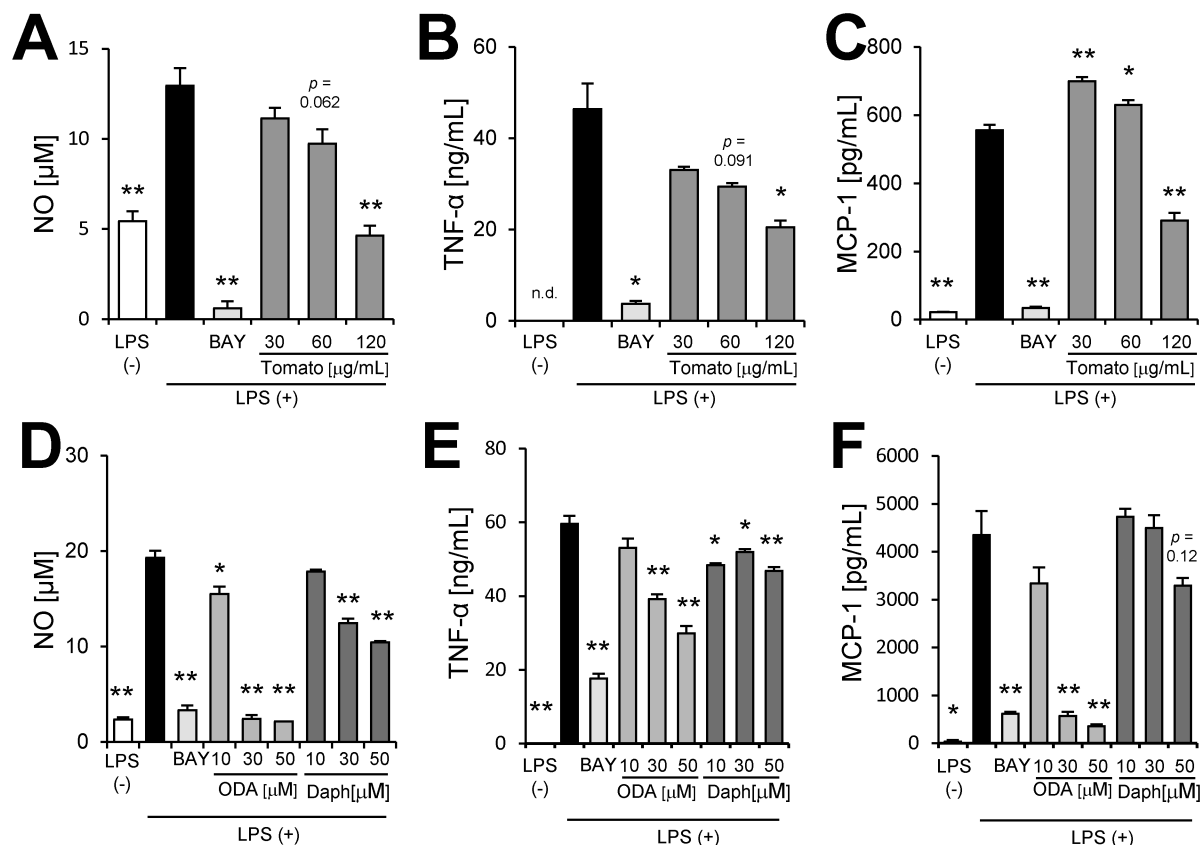 A
NO [µM]
15
10
5
0
**
**
p =
0.062
**
LPS
(-)
BAY
30 60 120
Tomato [µg/mL]
LPS (+)
B
TNF-α [ng/mL]
60
40
20
0
n.d.
*
p =
0.091
*
LPS
(-)
BAY
30 60 120
Tomato [µg/mL]
LPS (+)
C
MCP-1 [pg/mL]
800
600
400
200
0
**
**
**
*
**
LPS
(-)
BAY
30 60 120
Tomato [µg/mL]
LPS (+)
D
NO [µM]
30
20
10
0
**
**
*
**
**
**
**
LPS
(-)
BAY 10 30 50 10 30 50
ODA [µM] Daph[µM]
LPS (+)
E
TNF-α [ng/mL]
80
60
40
20
0
**
**
**
**
*
*
**
LPS
(-)
BAY 10 30 50 10 30 50
ODA [µM] Daph[µM]
LPS (+)
F
MCP-1 [pg/mL]
6000
5000
4000
3000
2000
1000
0
*
**
**
**
p =
0.12
LPS
(-)
BAY 10 30 50 10 30 50
ODA [µM] Daph[µM]
LPS (+)